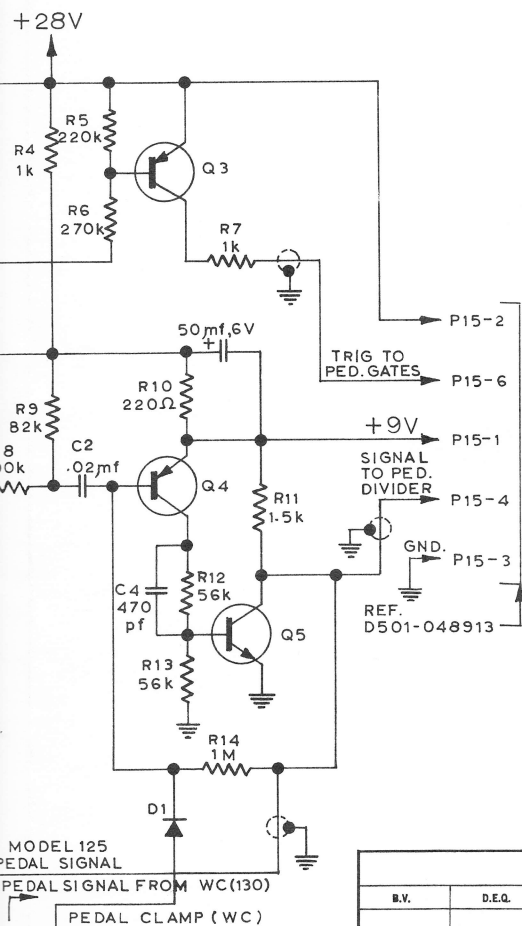 +28V
R5
220k
R4
1k
Q3
R6
270k
R7
1k
P15-2
50mf,6V
+
TRIG TO
PED. GATES
P15-6
R10
220Ω
R9
82k
+9V
P15-1
C2
.02mf
8
0k
Q4
SIGNAL
TO PED.
DIVIDER
P15-4
R11
1.5k
GND.
P15-3
C4
470
pf
R12
56k
Q5
REF.
D501-048913
R13
56k
R14
1M
D1
MODEL 125
PEDAL SIGNAL
PEDAL SIGNAL FROM WC(130)
PEDAL CLAMP (WC)
B.V.
D.E.Q.